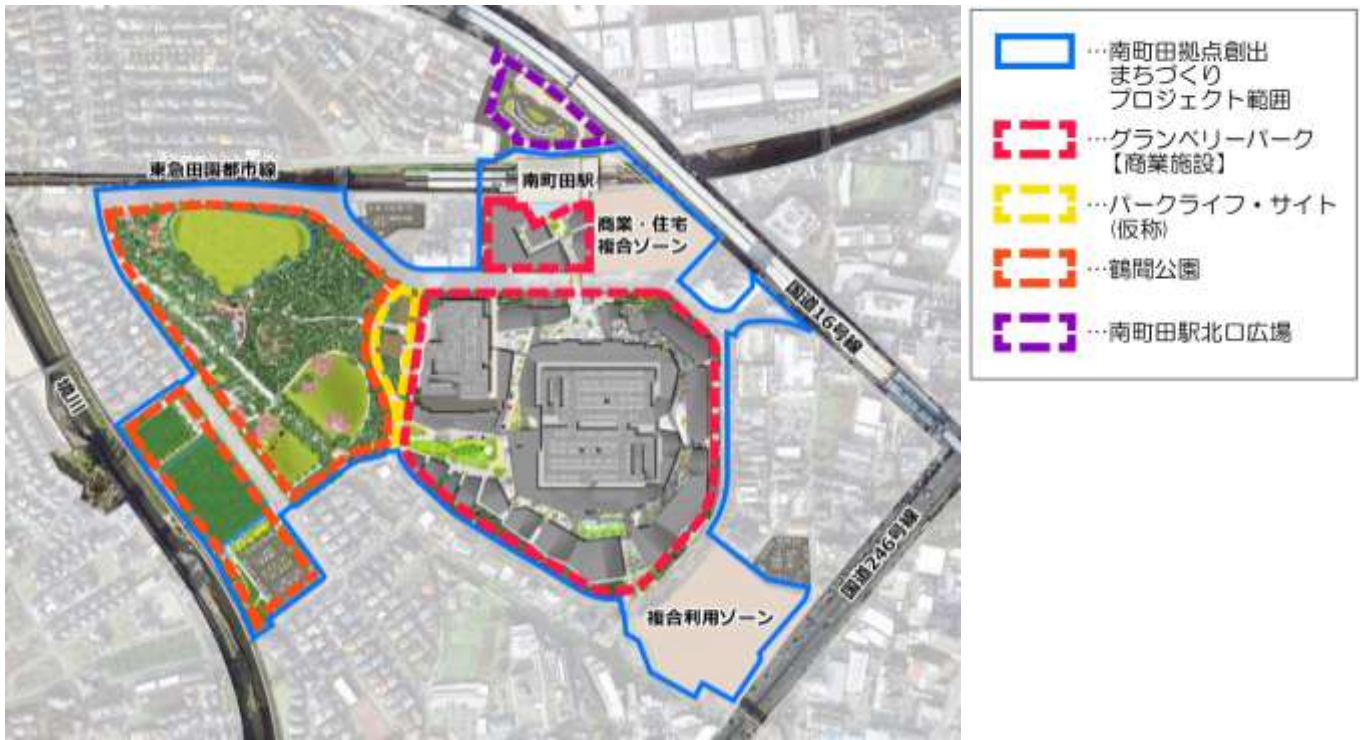 東急田園都市線
南町田駅
商業・住宅
複合ゾーン
国道16号線
境川
国道246号線
複合利用ゾーン
…南町田拠点創出
まちづくり
プロジェクト範囲
…グランベリーパーク
【商業施設】
…パークライフ・サイト
(仮称)
…鶴間公園
…南町田駅北口広場